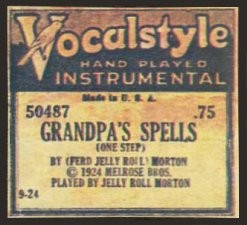 Vocalstyle
HAND PLAYED
INSTRUMENTAL
Made in U. S. A.
50487 .75
GRANDPA'S SPELLS
(ONE STEP)
BY (FERD JELLY ROLL) MORTON
© 1924 MELROSE BROS.
PLAYED BY JELLY ROLL MORTON
9-24